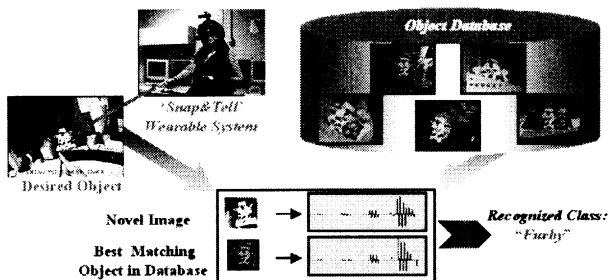 Object Database
'Snap&Tell'
Wearable System
Desired Object
Novel Image
Best Matching
Object in Database
Recognized Class:
"Furby"